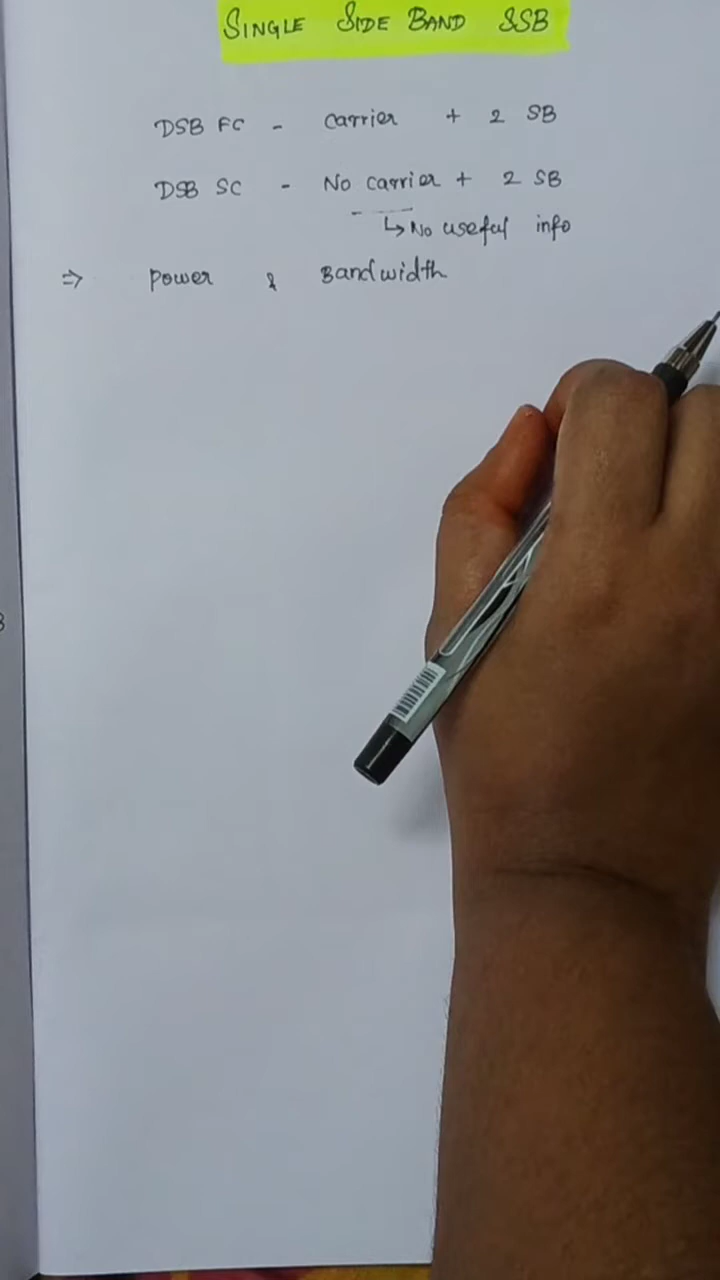 SINGLE SIDE BAND SSB
DSB FC - carrier + 2 SB
DSB SC - No carrier + 2 SB
↳ No useful info
⇒ power & Bandwidth